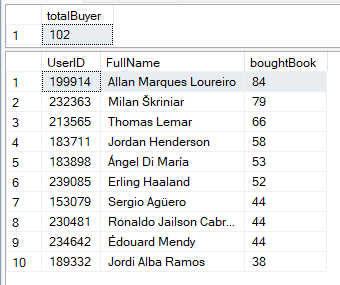 totalBuyer
1 102
UserID FullName boughtBook
1 199914 Allan Marques Loureiro 84
2 232363 Milan Škriniar 79
3 213565 Thomas Lemar 66
4 183711 Jordan Henderson 58
5 183898 Ángel Di María 53
6 239085 Erling Haaland 52
7 153079 Sergio Agüero 44
8 230481 Ronaldo Jailson Cabr... 44
9 234642 Édouard Mendy 44
10 189332 Jordi Alba Ramos 38